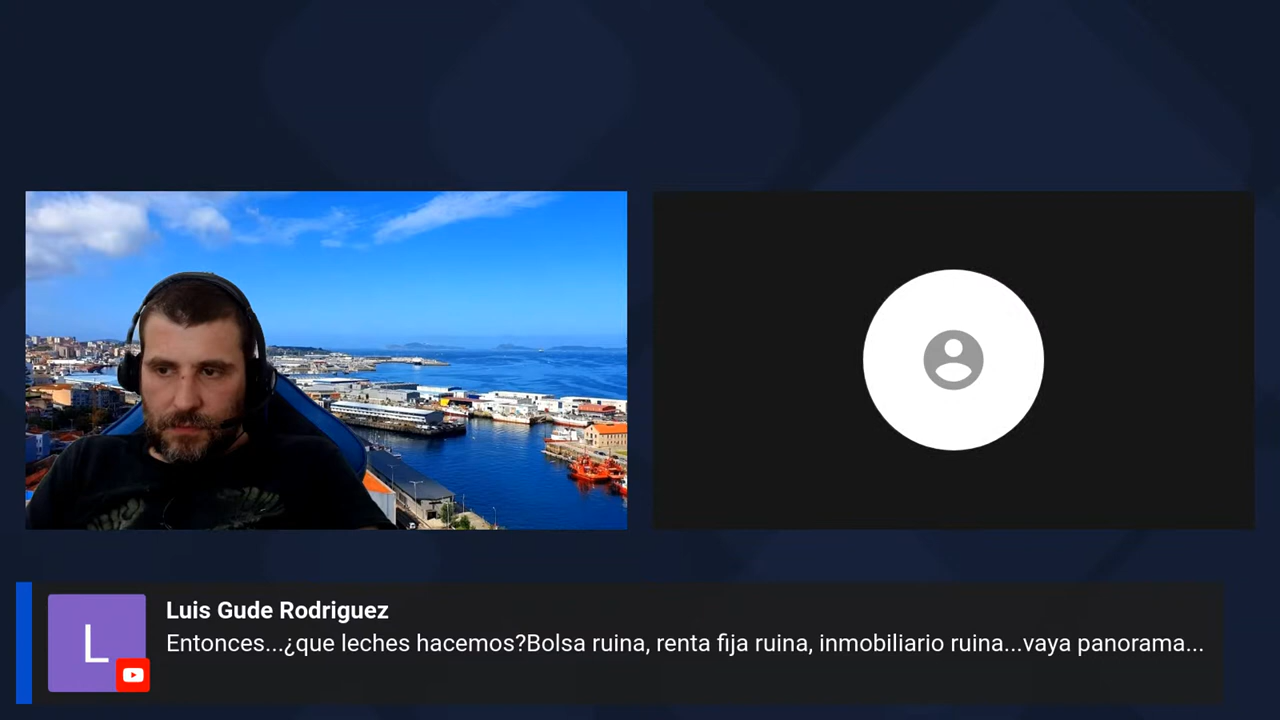 Luis Gude Rodriguez
Entonces...¿que leches hacemos?Bolsa ruina, renta fija ruina, inmobiliario ruina...vaya panorama...
L